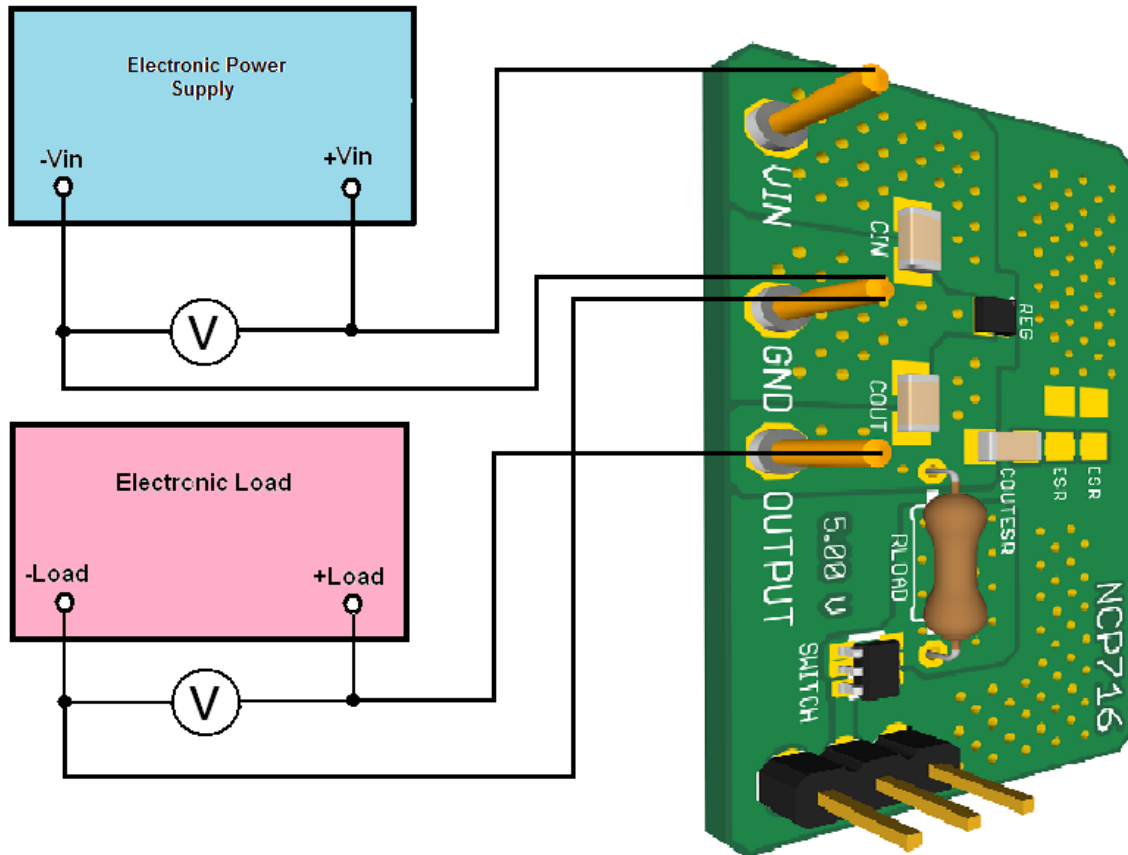 Electronic Power
Supply
-Vin
+Vin
V
Electronic Load
-Load
+Load
V
VIN
CIN
REG
GND
COUT
OUTPUT
COUTESR
ESR
ESR
5.00 V
RLOAD
SWITCH
NCP716